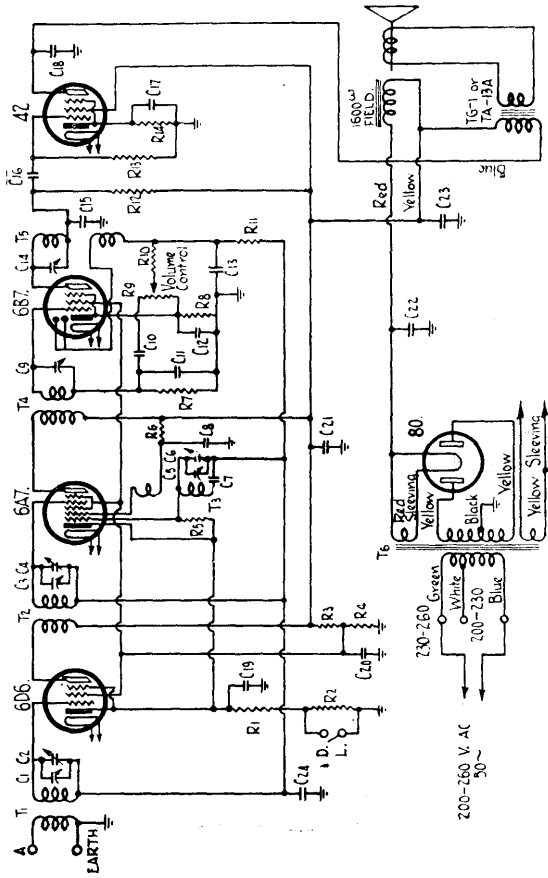 6D6.
6A7.
6B7.
42.
T1
C1
C2
T2
C3
C4
T4
C9
C14
T5
C16
C18
A
EARTH
C24
D.
L.
R1
R2
C19
C20
R3
R4
R5
T3
C5
C6
C7
C8
R6
C21
R7
C11
C10
C12
R8
R9
Volume
Control
R10
C13
R11
C15
R12
R13
R14
C17
200-260 V. AC
50~
230-260
Green
White
200-230
Blue
T6
Red
Sleeving
Yellow
Black
Yellow
Yellow Sleeving
80.
C22
C23
Red
Yellow
1600ω
FIELD.
Blue
TG-1 or
TA-13A